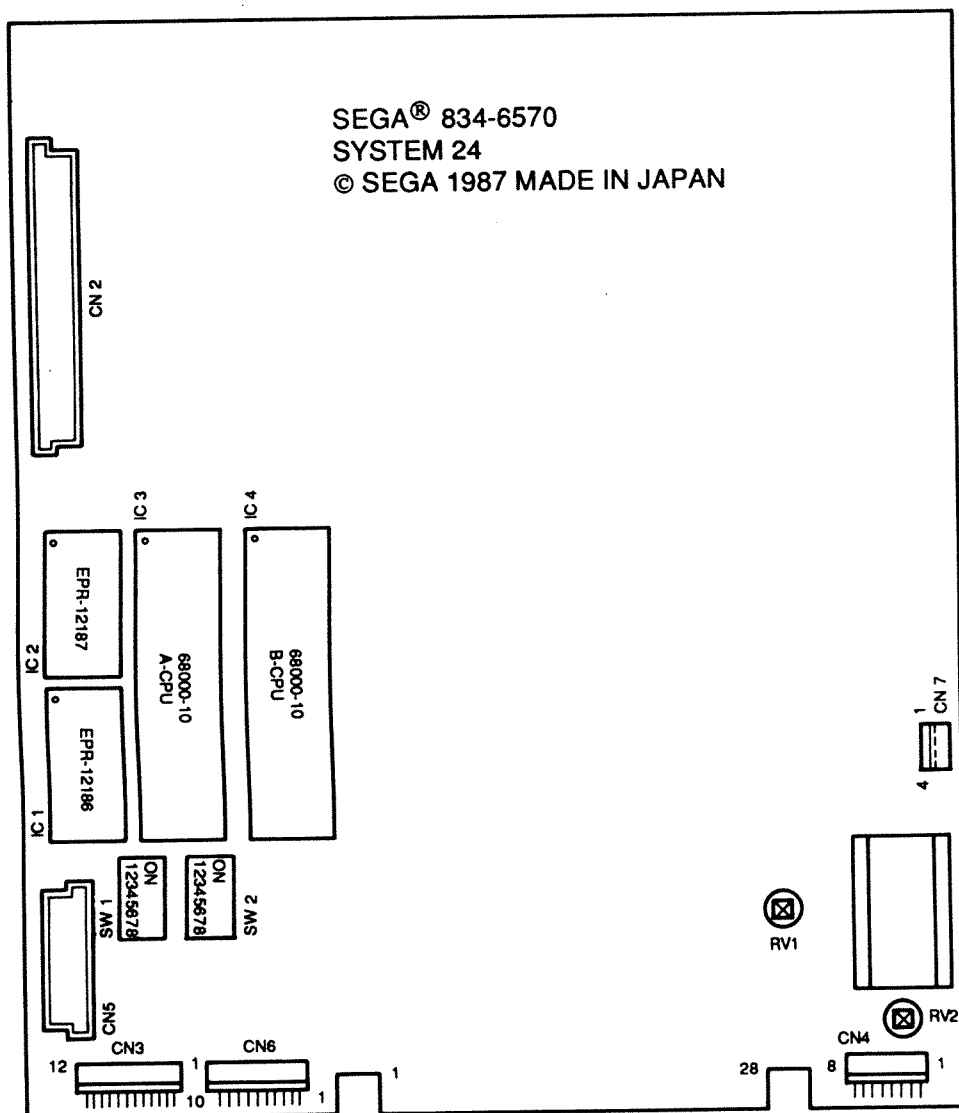 SEGA® 834-6570
SYSTEM 24
© SEGA 1987 MADE IN JAPAN
CN 2
IC 3
IC 4
IC 2
EPR-12187
68000-10
A-CPU
68000-10
B-CPU
IC 1
EPR-12186
1
CN 7
4
SW 1
ON
12345678
ON
12345678
SW 2
RV1
CN5
RV2
12
CN3
1
CN6
10
1
1
28
CN4
8
1